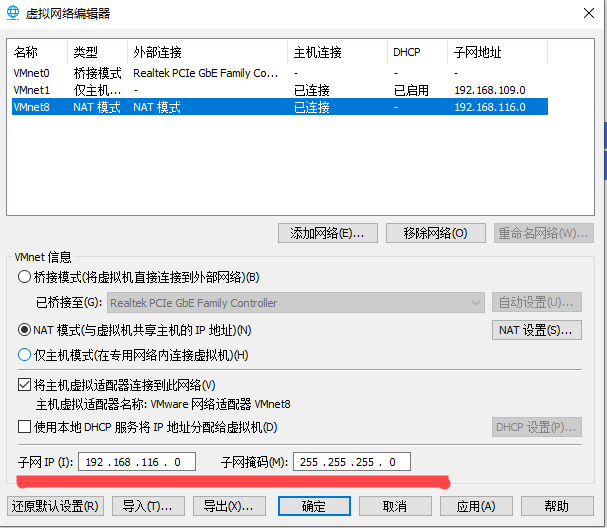 虚拟网络编辑器
名称 类型 外部连接 主机连接 DHCP 子网地址
VMnet0 桥接模式 Realtek PCIe GbE Family Co... - - -
VMnet1 仅主机... - 已连接 已启用 192.168.109.0
VMnet8 NAT 模式 NAT 模式 已连接 - 192.168.116.0
添加网络(E)... 移除网络(O) 重命名网络(W)...
VMnet 信息
桥接模式(将虚拟机直接连接到外部网络)(B)
已桥接至(G): Realtek PCIe GbE Family Controller 自动设置(U)...
NAT 模式(与虚拟机共享主机的 IP 地址)(N) NAT 设置(S)...
仅主机模式(在专用网络内连接虚拟机)(H)
将主机虚拟适配器连接到此网络(V)
主机虚拟适配器名称: VMware 网络适配器 VMnet8
使用本地 DHCP 服务将 IP 地址分配给虚拟机(D) DHCP 设置(P)...
子网 IP (I): 192 .168 .116 . 0 子网掩码(M): 255 .255 .255 . 0
还原默认设置(R) 导入(T)... 导出(X)... 确定 取消 应用(A) 帮助